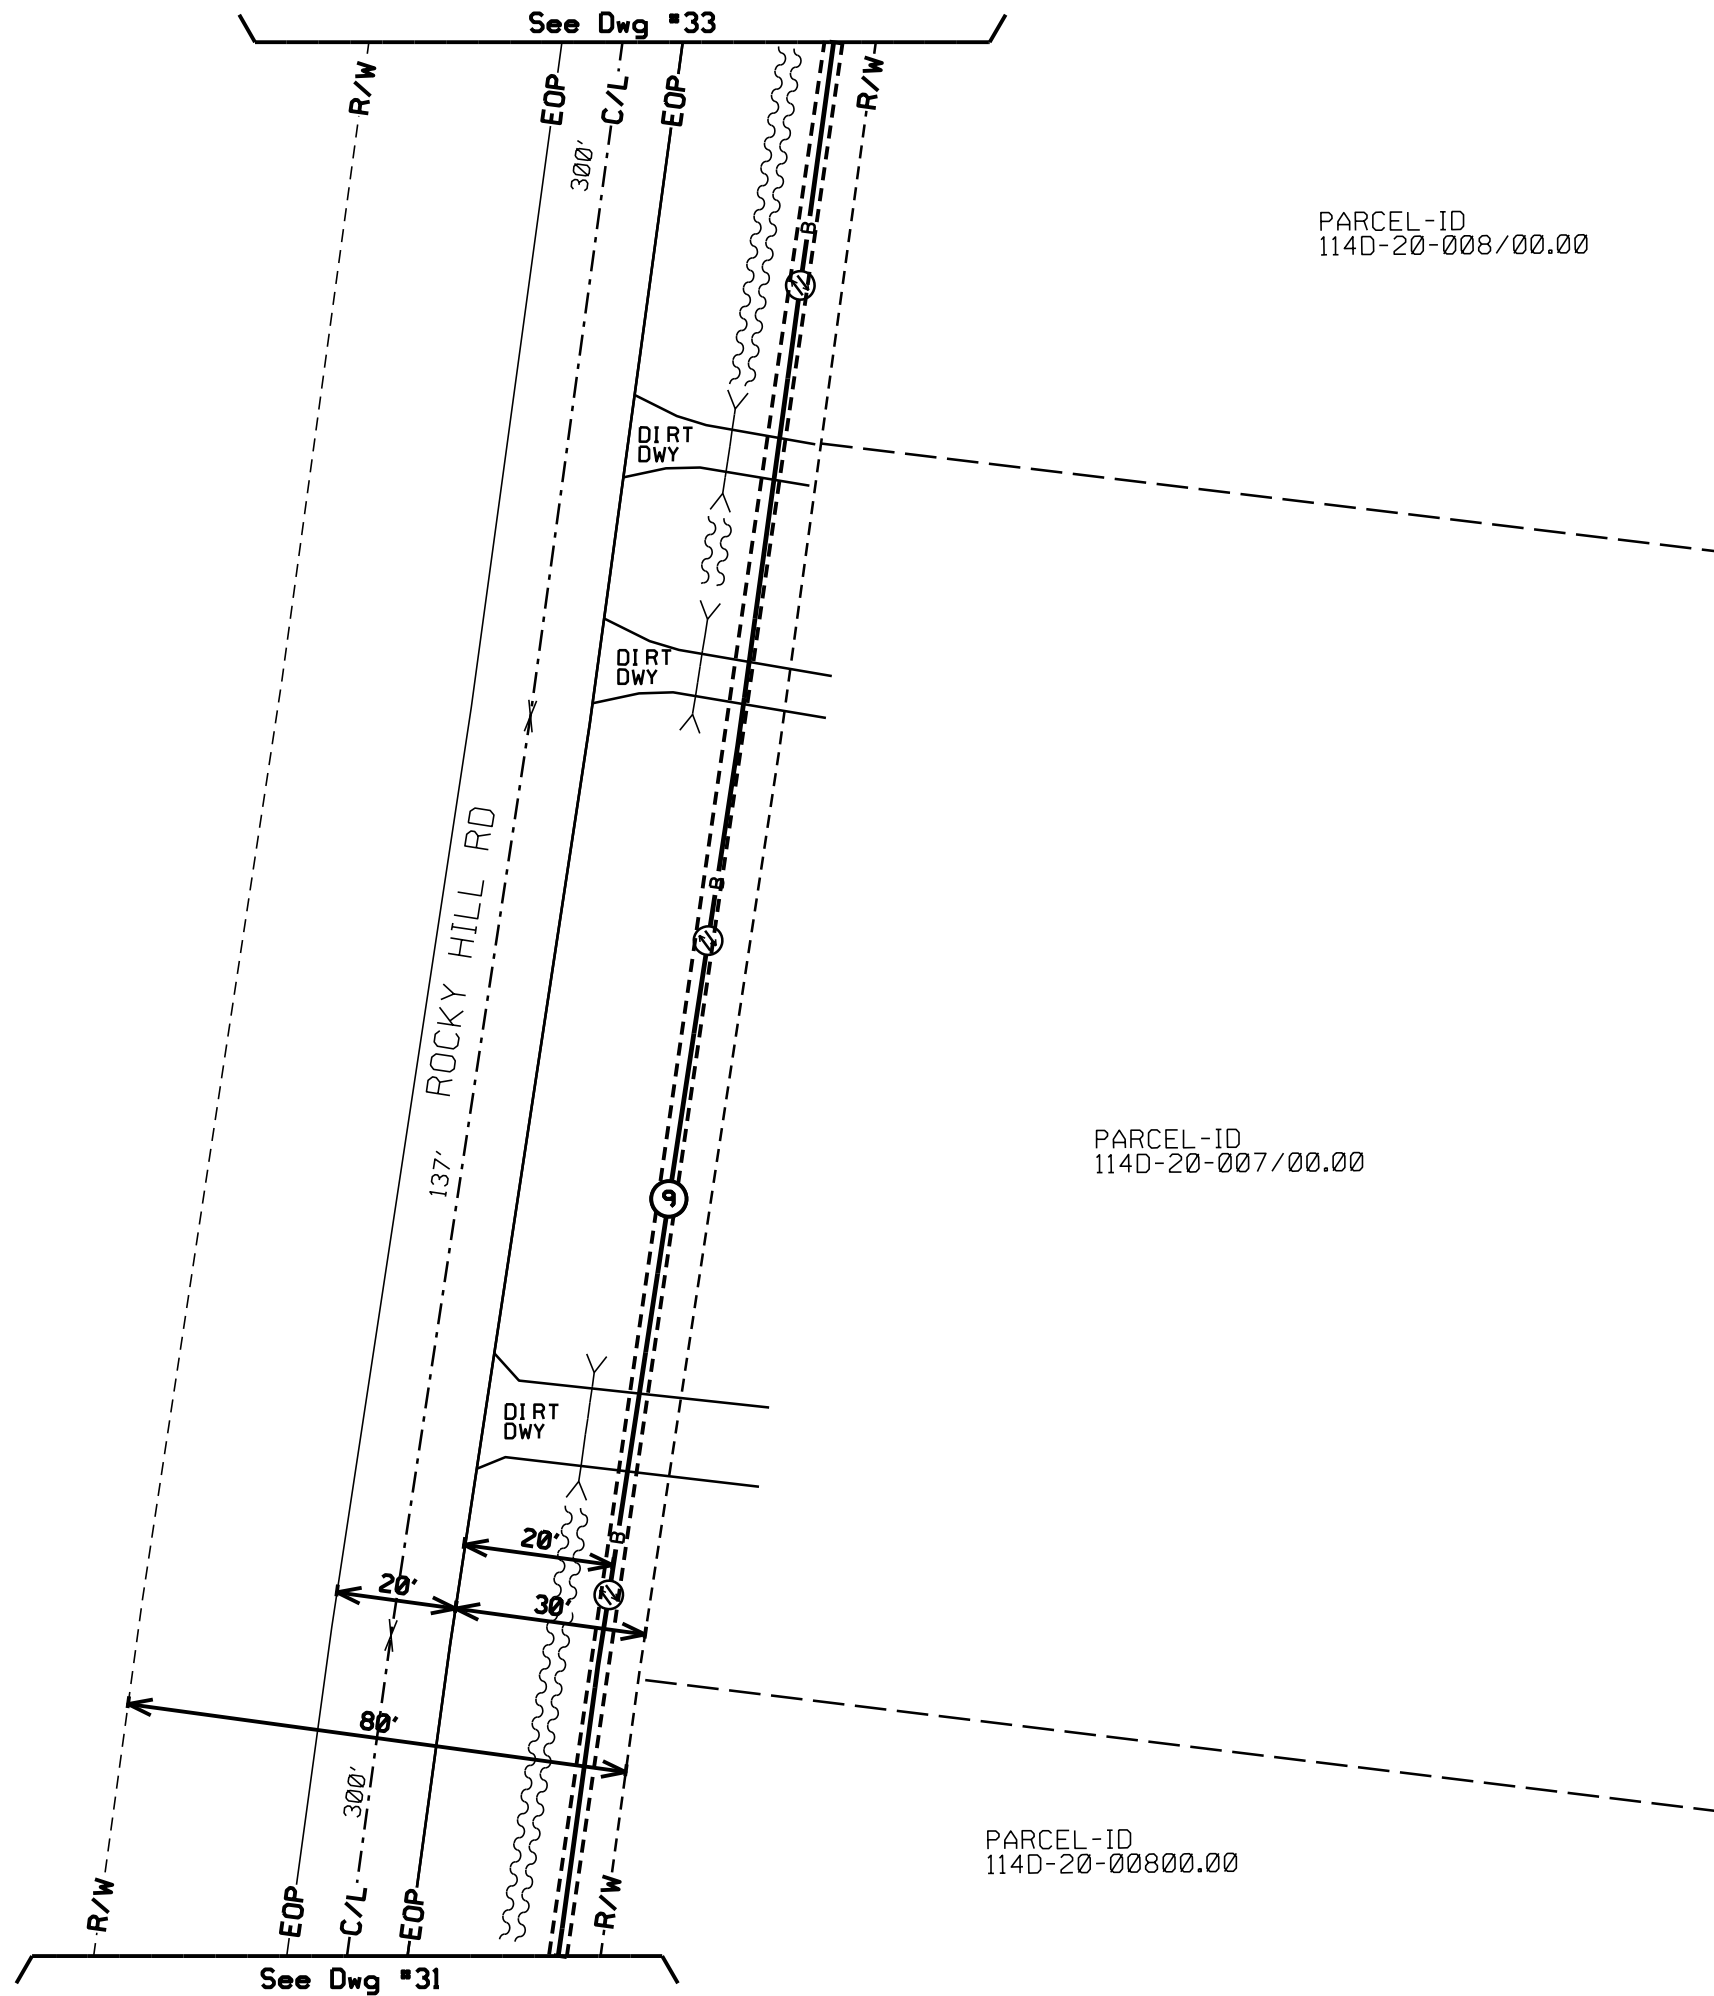 See Dwg #33
R/W
EOP
C/L
EOP
R/W
300'
PARCEL-ID
114D-20-008/00.00
B
DIRT
DWY
DIRT
DWY
ROCKY HILL RD
B
137'
PARCEL-ID
114D-20-007/00.00
9
DIRT
DWY
20'
B
20'
30'
80'
300'
PARCEL-ID
114D-20-00800.00
R/W
EOP
C/L
EOP
R/W
See Dwg #31